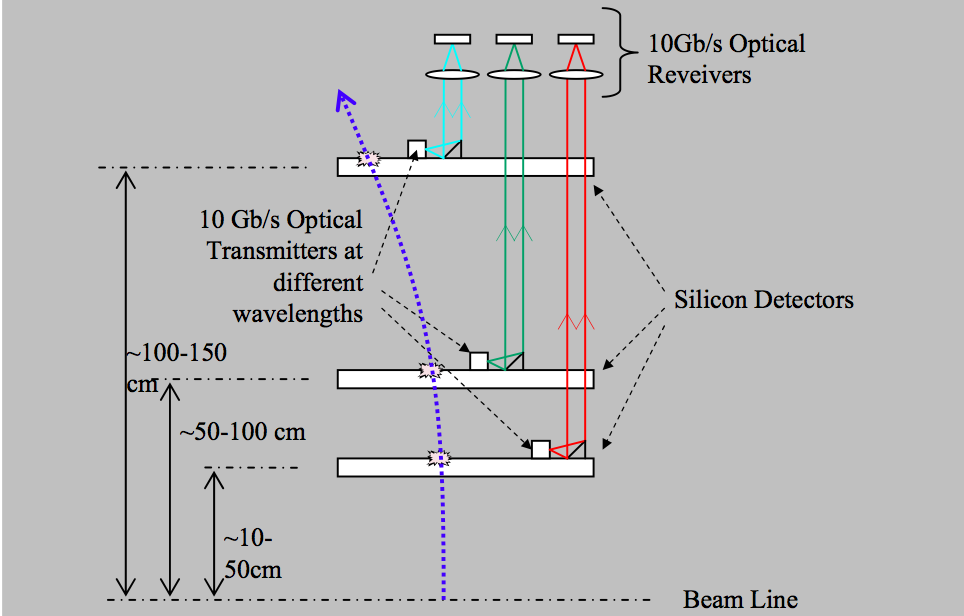 10Gb/s Optical
Reveivers
10 Gb/s Optical
Transmitters at
different
wavelengths
Silicon Detectors
~100-150
cm
~50-100 cm
~10-
50cm
Beam Line